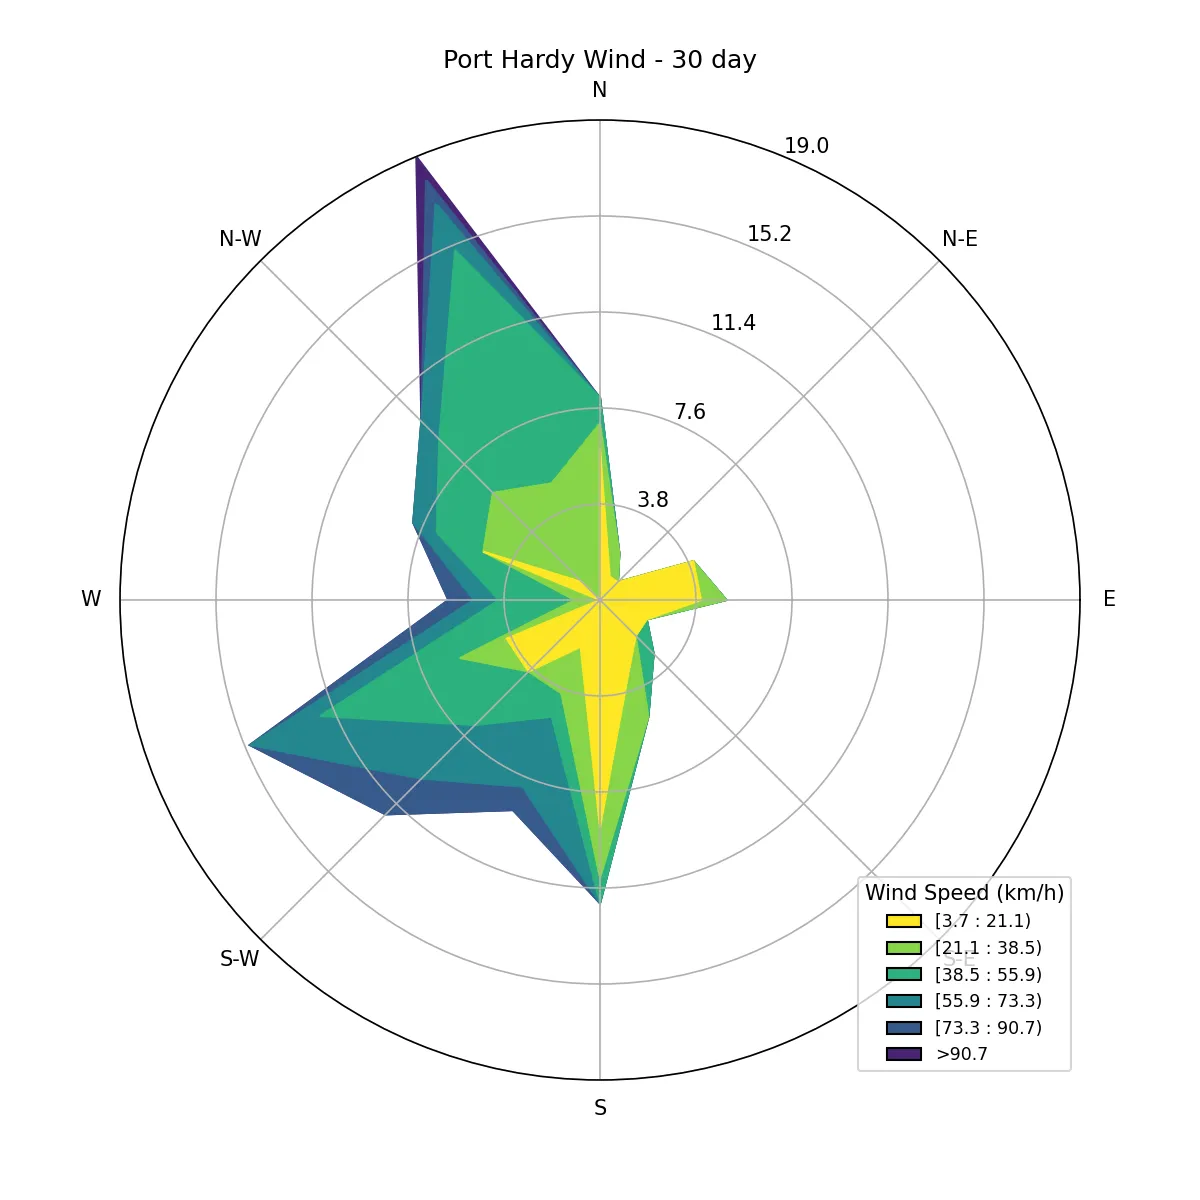 Port Hardy Wind - 30 day
N
19.0
15.2
N-W
N-E
11.4
7.6
3.8
W
E
Wind Speed (km/h)
[3.7 : 21.1)
[21.1 : 38.5)
S-W
S-E
[38.5 : 55.9)
[55.9 : 73.3)
[73.3 : 90.7)
>90.7
S